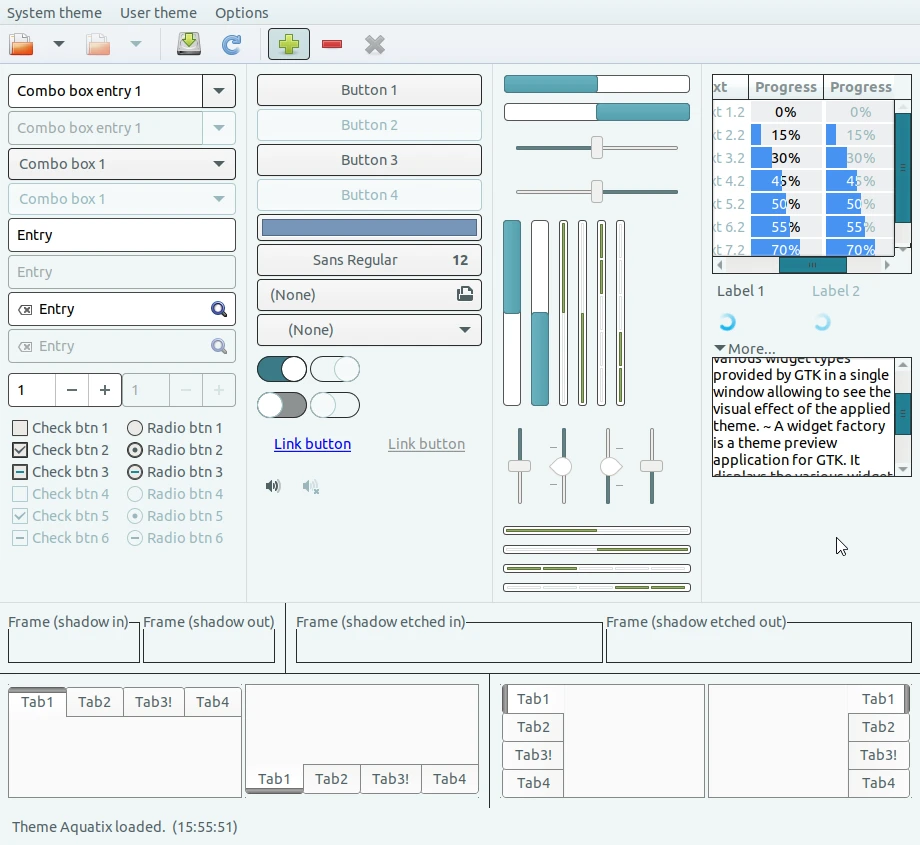 System theme User theme Options
Combo box entry 1
Combo box entry 1
Combo box 1
Combo box 1
Entry
Entry
Entry
Entry
1 1
Check btn 1 Radio btn 1
Check btn 2 Radio btn 2
Check btn 3 Radio btn 3
Check btn 4 Radio btn 4
Check btn 5 Radio btn 5
Check btn 6 Radio btn 6
Button 1
Button 2
Button 3
Button 4
Sans Regular 12
(None)
(None)
Link button Link button
xt Progress Progress
xt 1.2 0% 0%
xt 2.2 15% 15%
xt 3.2 30% 30%
xt 4.2 45% 45%
xt 5.2 50% 50%
xt 6.2 55% 55%
xt 7.2 70% 70%
Label 1 Label 2
More...
various widget types
provided by GTK in a single
window allowing to see the
visual effect of the applied
theme. ~ A widget factory
is a theme preview
application for GTK. It
displays the various widget
Frame (shadow in) Frame (shadow out) Frame (shadow etched in) Frame (shadow etched out)
Tab1 Tab2 Tab3! Tab4
Tab1 Tab2 Tab3! Tab4
Tab1
Tab2
Tab3!
Tab4
Tab1
Tab2
Tab3!
Tab4
Theme Aquatix loaded. (15:55:51)